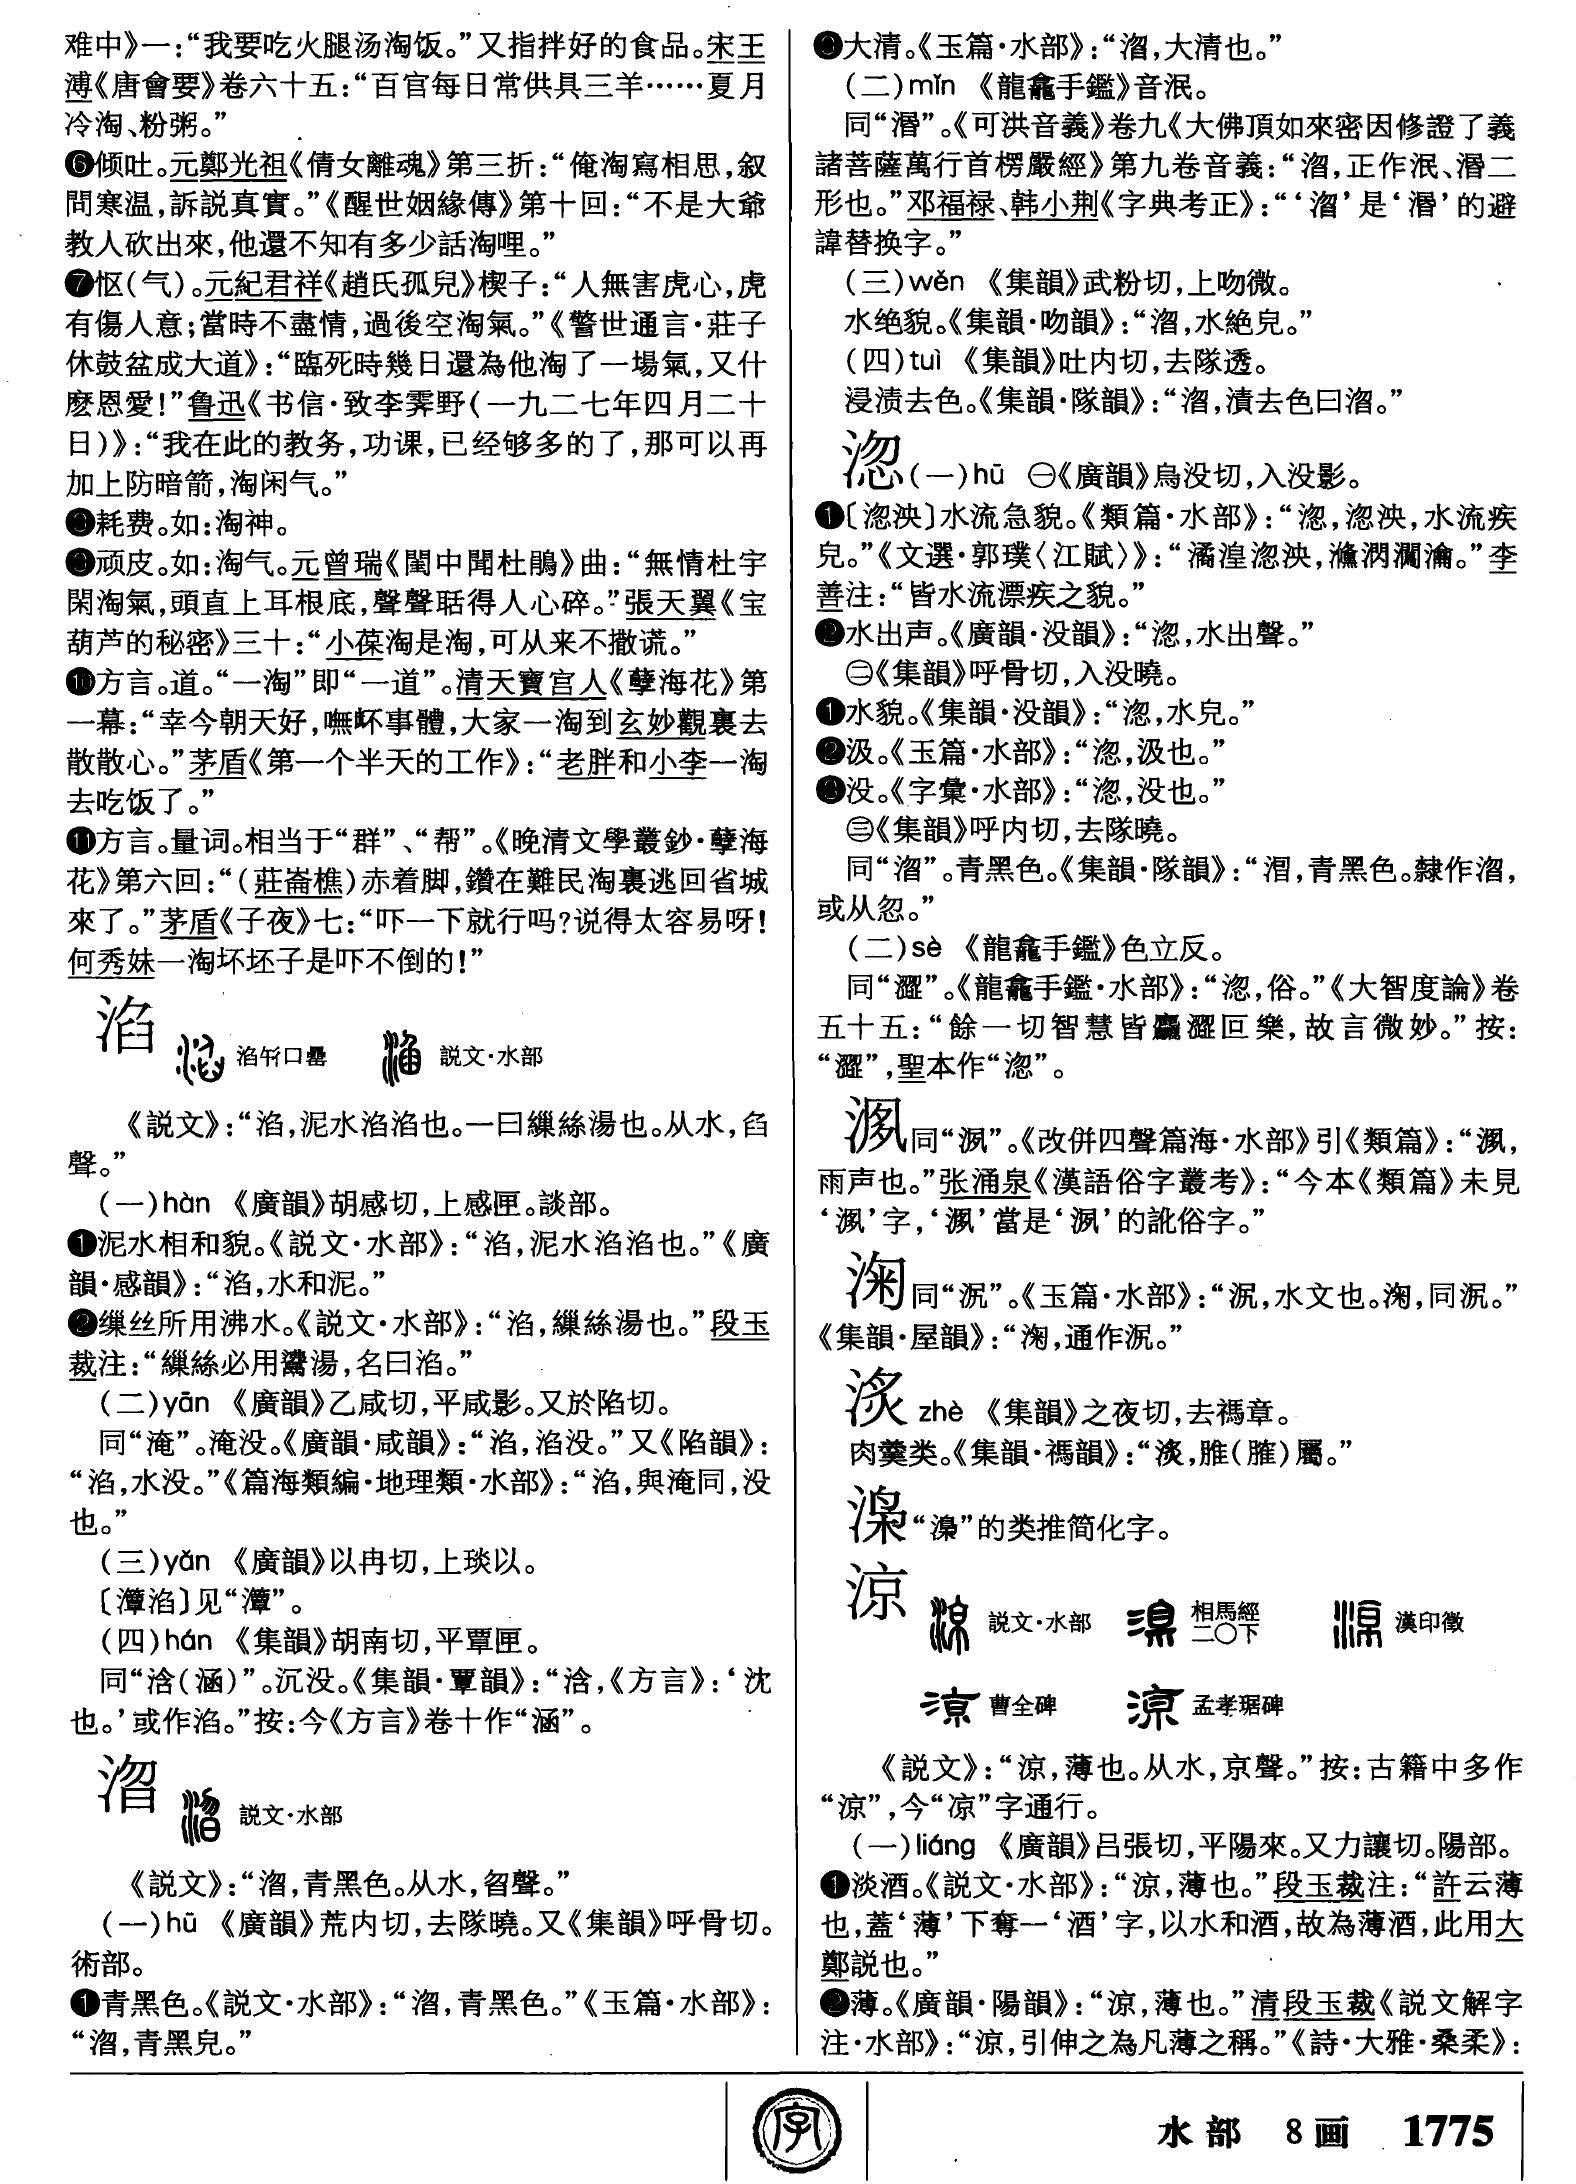 难中》一：“我要吃火腿汤淘饭。”又指拌好的食品。宋王
溥《唐會要》卷六十五：“百官每日常供具三羊……夏月
冷淘、粉粥。”
❻倾吐。元鄭光祖《倩女離魂》第三折：“俺淘寫相思，叙
問寒温，訴説真實。”《醒世姻緣傳》第十回：“不是大爺
教人砍出來，他還不知有多少話淘哩。”
❼怄（气）。元紀君祥《趙氏孤兒》楔子：“人無害虎心，虎
有傷人意；當時不盡情，過後空淘氣。”《警世通言·莊子
休鼓盆成大道》：“臨死時幾日還為他淘了一場氣，又什
麽恩愛！”鲁迅《书信·致李霁野（一九二七年四月二十
日）》：“我在此的教务，功课，已经够多的了，那可以再
加上防暗箭，淘闲气。”
❽耗费。如：淘神。
❾顽皮。如：淘气。元曾瑞《閨中聞杜鵑》曲：“無情杜宇
閑淘氣，頭直上耳根底，聲聲聒得人心碎。”張天翼《宝
葫芦的秘密》三十：“小葆淘是淘，可从来不撒谎。”
❿方言。道。“一淘”即“一道”。清天寶宫人《孽海花》第
一幕：“幸今朝天好，嘸𡊣事體，大家一淘到玄妙觀裏去
散散心。”茅盾《第一个半天的工作》：“老胖和小李一淘
去吃饭了。”
⓫方言。量词。相当于“群”、“帮”。《晚清文學叢鈔·孽海
花》第六回：“（莊崙樵）赤着脚，鑽在難民淘裏逃回省城
來了。”茅盾《子夜》七：“吓一下就行吗？说得太容易呀！
何秀妹一淘坏坯子是吓不倒的！”
淊 淊䍃口罍 説文·水部
《説文》：“淊，泥水淊淊也。一曰繅絲湯也。从水，臽
聲。”
（一）hàn 《廣韻》胡感切，上感匣。談部。
❶泥水相和貌。《説文·水部》：“淊，泥水淊淊也。”《廣
韻·感韻》：“淊，水和泥。”
❷缫丝所用沸水。《説文·水部》：“淊，繅絲湯也。”段玉
裁注：“繅絲必用鬻湯，名曰淊。”
（二）yān 《廣韻》乙咸切，平咸影。又於陷切。
同“淹”。淹没。《廣韻·咸韻》：“淊，淊没。”又《陷韻》：
“淊，水没。”《篇海類編·地理類·水部》：“淊，與淹同，没
也。”
（三）yǎn 《廣韻》以冉切，上琰以。
〔灗淊〕见“灗”。
（四）hán 《集韻》胡南切，平覃匣。
同“浛（涵）”。沉没。《集韻·覃韻》：“浛，《方言》：‘沈
也。’或作淊。”按：今《方言》卷十作“涵”。
淴 説文·水部
《説文》：“涽，青黑色。从水，曶聲。”
（一）hū 《廣韻》荒内切，去隊曉。又《集韻》呼骨切。
術部。
❶青黑色。《説文·水部》：“溜，青黑色。”《玉篇·水部》：
“溜，青黑皃。”
❷大清。《玉篇·水部》：“溜，大清也。”
（二）mǐn 《龍龕手鑑》音泯。
同“潣”。《可洪音義》卷九《大佛頂如來密因修證了義
諸菩薩萬行首楞嚴經》第九卷音義：“溜，正作泯、湣二
形也。”邓福禄、韩小荆《字典考正》：“‘溜’是‘湣’的避
諱替换字。”
（三）wěn 《集韻》武粉切，上吻微。
水绝貌。《集韻·吻韻》：“溜，水絶皃。”
（四）tuì 《集韻》吐内切，去隊透。
浸渍去色。《集韻·隊韻》：“溜，漬去色曰溜。”
淴（一）hū ㊀《廣韻》烏没切，入没影。
❶〔淴泱〕水流急貌。《類篇·水部》：“淴，淴泱，水流疾
皃。”《文選·郭璞〈江賦〉》：“潏湟淴泱，滫潤瀾瀹。”李
善注：“皆水流漂疾之貌。”
❷水出声。《廣韻·没韻》：“淴，水出聲。”
㊁《集韻》呼骨切，入没曉。
❶水貌。《集韻·没韻》：“淴，水皃。”
❷汲。《玉篇·水部》：“淴，汲也。”
❸没。《字彙·水部》：“淴，没也。”
㊂《集韻》呼内切，去隊曉。
同“溜”。青黑色。《集韻·隊韻》：“溜，青黑色。隸作溜，
或从忽。”
（二）sè 《龍龕手鑑》色立反。
同“澀”。《龍龕手鑑·水部》：“淴，俗。”《大智度論》卷
五十五：“餘一切智慧皆麤澀叵樂，故言微妙。”按：
“澀”，聖本作“淴”。
同“㶡”。《改併四聲篇海·水部》引《類篇》：“㶡，
雨声也。”张涌泉《漢語俗字叢考》：“今本《類篇》未見
淗同“泦”。《玉篇·水部》：“泦，水文也。淗，同泦。”
《集韻·屋韻》：“淗，通作泦。”
zhè 《集韻》之夜切，去禡章。
肉羹类。《集韻·禡韻》：
的类推简化字。
涼 説文·水部 相馬經二〇下 漢印徵
曹全碑 孟孝琚碑
《説文》：“涼，薄也。从水，京聲。”按：古籍中多作
“涼”，今“凉”字通行。
（一）liáng 《廣韻》吕張切，平陽來。又力讓切。陽部。
❶淡酒。《説文·水部》：“涼，薄也。”段玉裁注：“許云薄
也，蓋‘薄’下奪一‘酒’字，以水和酒，故為薄酒，此用大
鄭説也。”
❷薄。《廣韻·陽韻》：“涼，薄也。”清段玉裁《説文解字
注·水部》：“涼，引伸之為凡薄之稱。”《詩·大雅·桑柔》：
字 水部 8画 1775